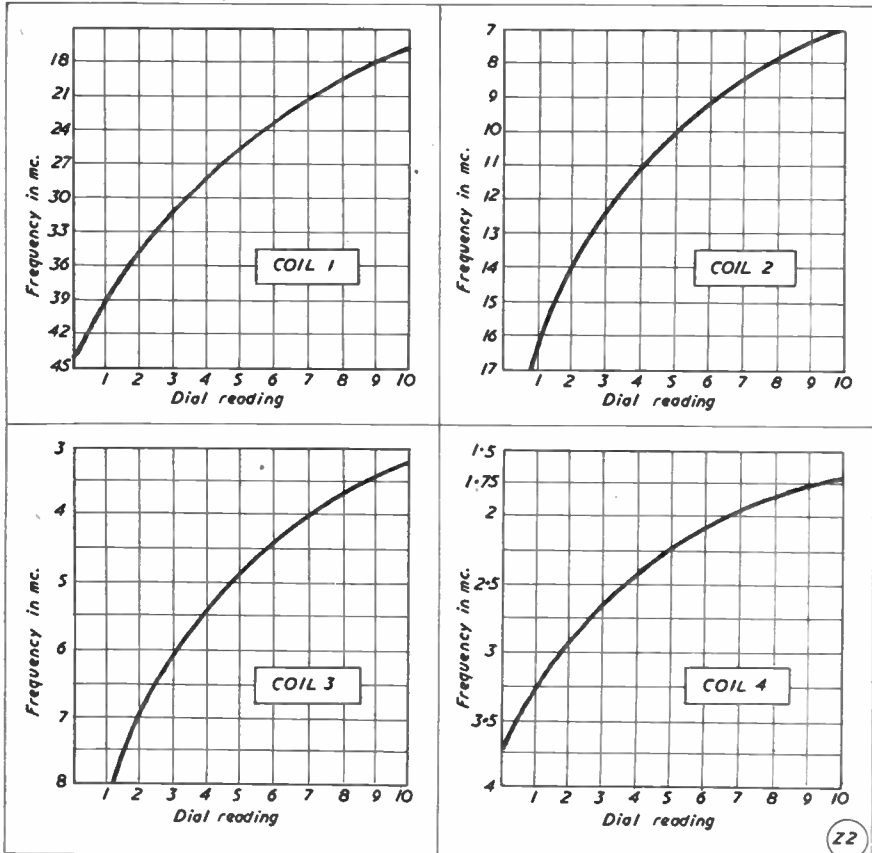 18
21
24
27
30
33
36
39
42
45
Frequency in mc.
COIL 1
1 2 3 4 5 6 7 8 9 10
Dial reading
7
8
9
10
11
12
13
14
15
16
17
Frequency in mc.
COIL 2
1 2 3 4 5 6 7 8 9 10
Dial reading
3
4
5
6
7
8
Frequency in mc.
COIL 3
1 2 3 4 5 6 7 8 9 10
Dial reading
1·5
1·75
2
2·5
3
3·5
4
Frequency in mc.
COIL 4
1 2 3 4 5 6 7 8 9 10
Dial reading
Z2